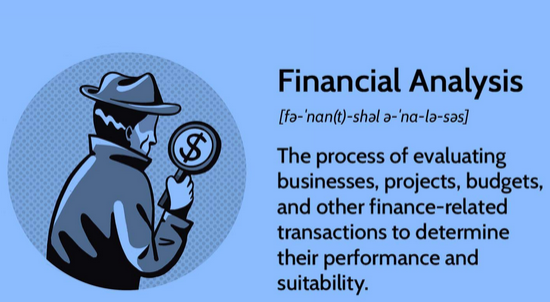 Financial Analysis
[fə-ˈnan(t)-shəl ə-ˈna-lə-səs]
The process of evaluating
businesses, projects, budgets,
and other finance-related
transactions to determine
their performance and
suitability.
$